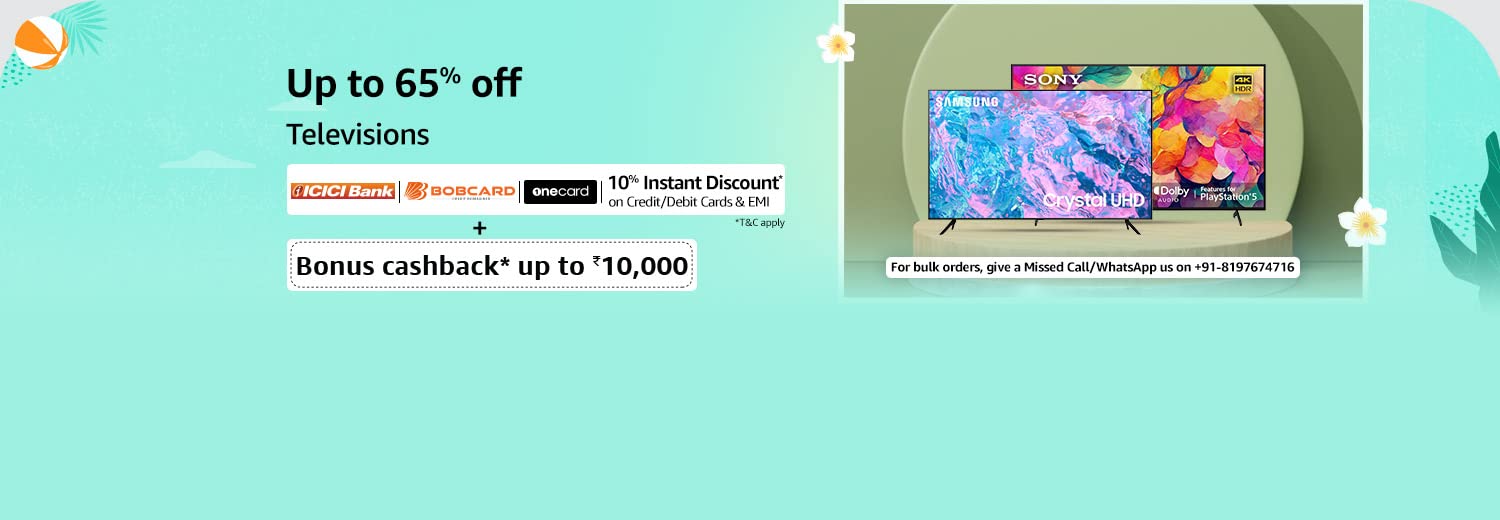 Up to 65% off
Televisions
ICICI Bank
BOBCARD
onecard
10% Instant Discount*
on Credit/Debit Cards & EMI
*T&C apply
+
Bonus cashback* up to ₹10,000
SONY
4K
HDR
SAMSUNG
Crystal UHD
Dolby
AUDIO
Features for
PlayStation®5
For bulk orders, give a Missed Call/WhatsApp us on +91-8197674716